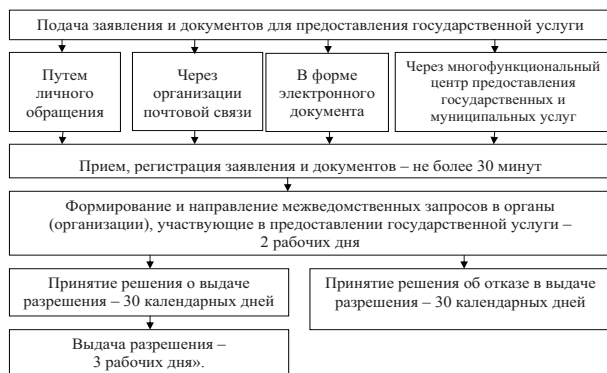 Подача заявления и документов для предоставления государственной услуги
Путем
личного
обращения
Через
организации
почтовой связи
В форме
электронного
документа
Через многофункциональный
центр предоставления
государственных и
муниципальных услуг
Прием, регистрация заявления и документов – не более 30 минут
Формирование и направление межведомственных запросов в органы
(организации), участвующие в предоставлении государственной услуги –
2 рабочих дня
Принятие решения о выдаче
разрешения – 30 календарных дней
Принятие решения об отказе в выдаче
разрешения – 30 календарных дней
Выдача разрешения –
3 рабочих дня».